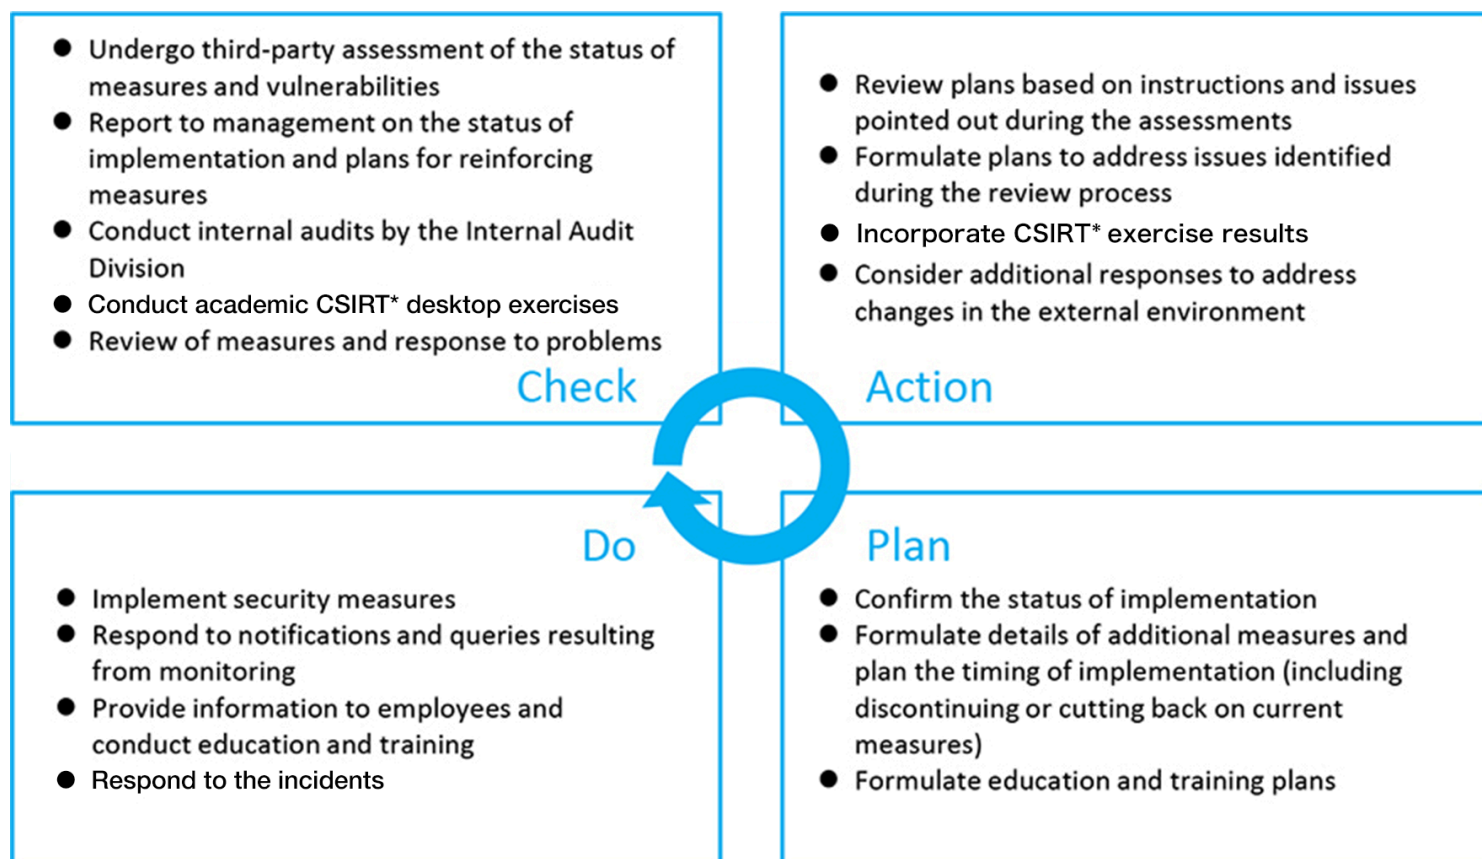 ● Undergo third-party assessment of the status of
measures and vulnerabilities
● Report to management on the status of
implementation and plans for reinforcing
measures
● Conduct internal audits by the Internal Audit
Division
● Conduct academic CSIRT* desktop exercises
● Review of measures and response to problems
Check
● Review plans based on instructions and issues
pointed out during the assessments
● Formulate plans to address issues identified
during the review process
● Incorporate CSIRT* exercise results
● Consider additional responses to address
changes in the external environment
Action
Do
● Implement security measures
● Respond to notifications and queries resulting
from monitoring
● Provide information to employees and
conduct education and training
● Respond to the incidents
Plan
● Confirm the status of implementation
● Formulate details of additional measures and
plan the timing of implementation (including
discontinuing or cutting back on current
measures)
● Formulate education and training plans